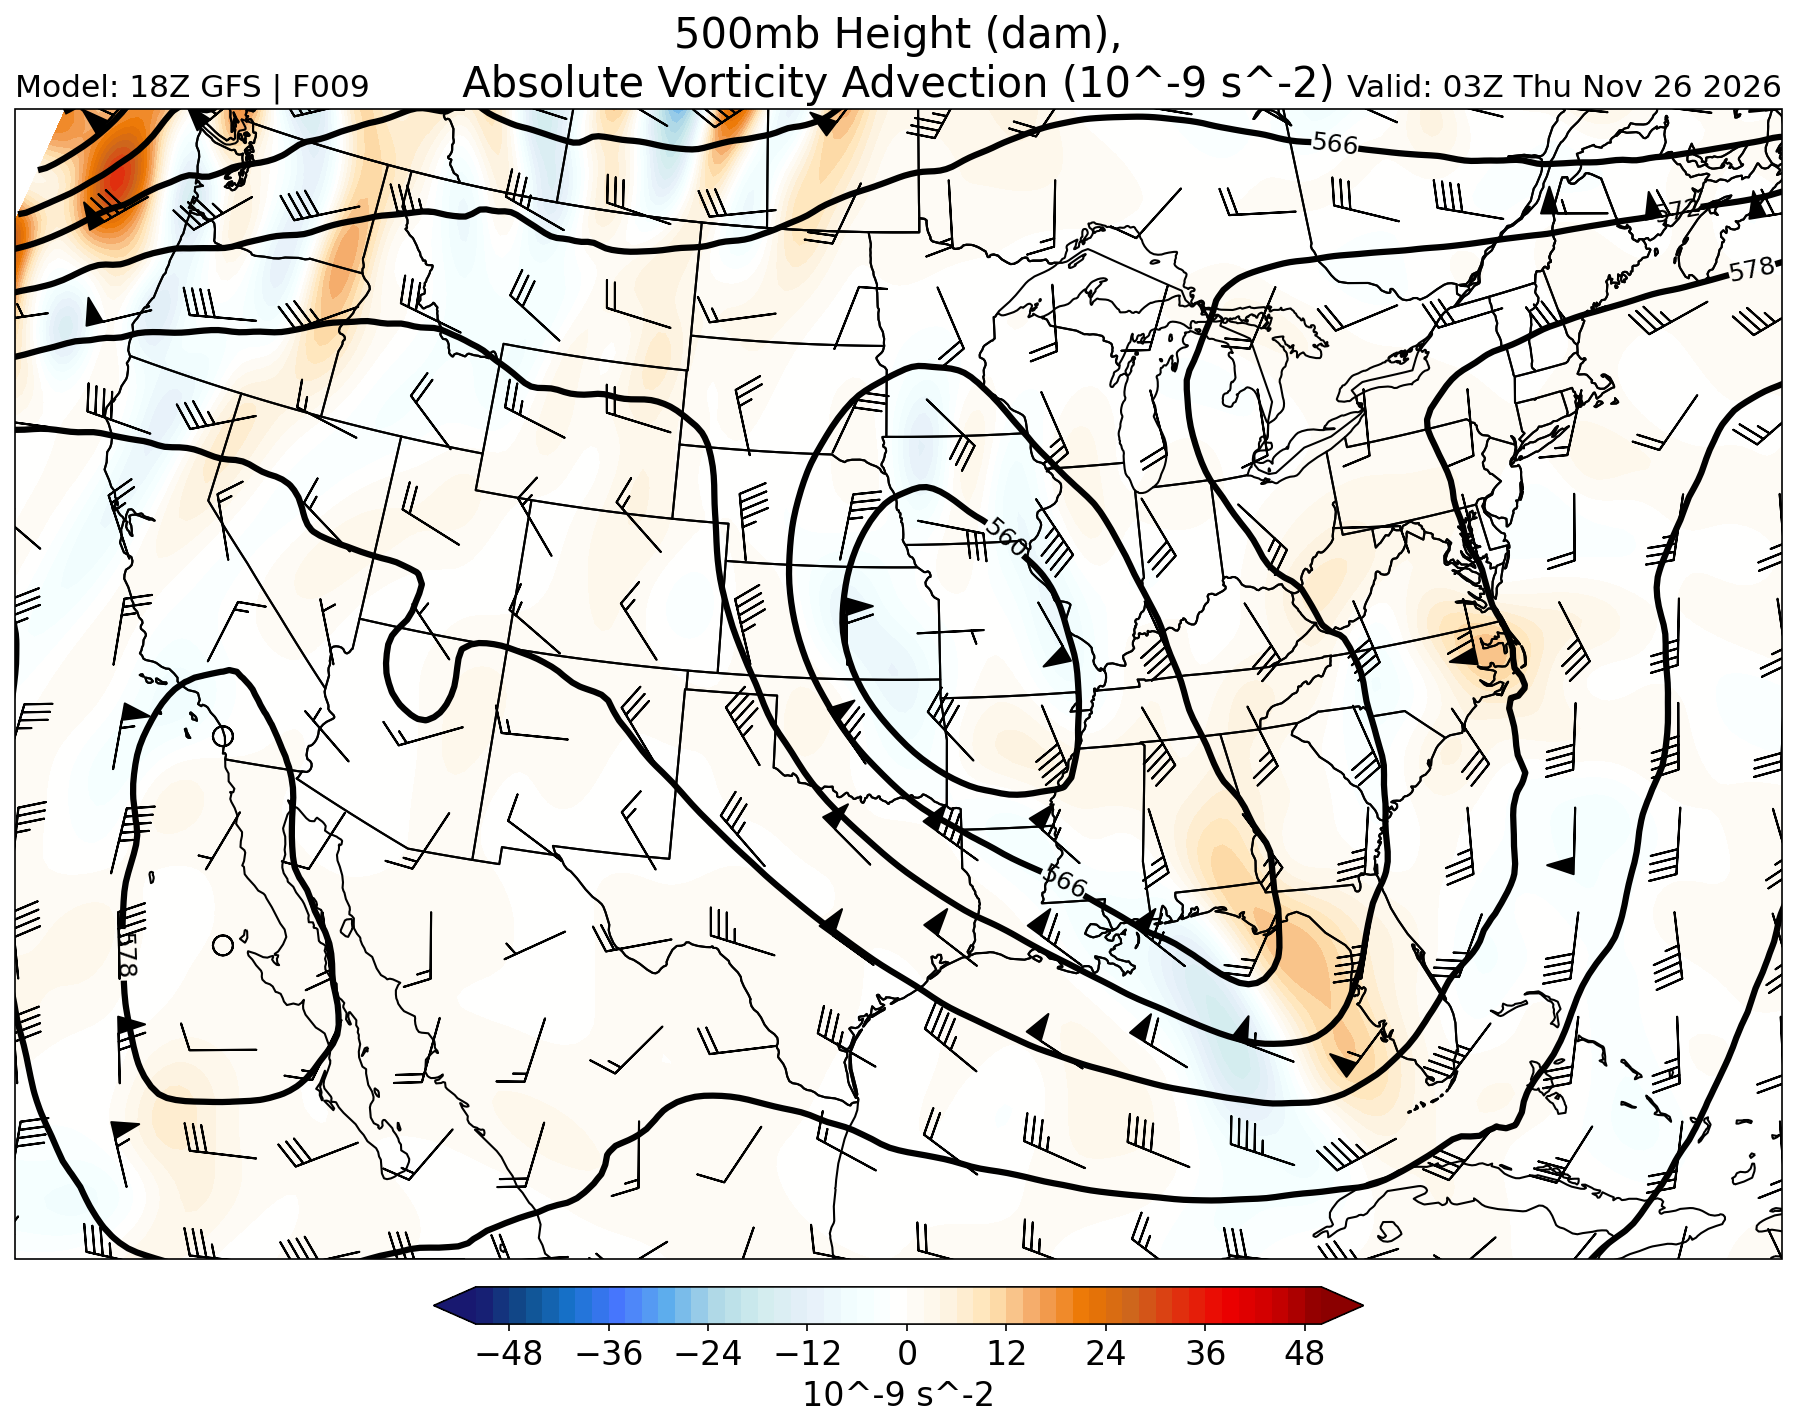 500mb Height (dam),
Model: 18Z GFS | F009
Absolute Vorticity Advection (10^-9 s^-2)
Valid: 03Z Thu Nov 26 2026
566
572
578
560
566
578
−48 −36 −24 −12 0 12 24 36 48
10^-9 s^-2